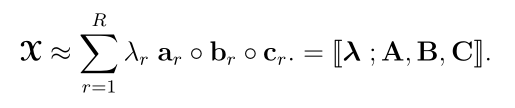 𝓧 ≈ ∑_{r=1}^{R} λ_r a_r ∘ b_r ∘ c_r. = ⟦λ ; A, B, C⟧.